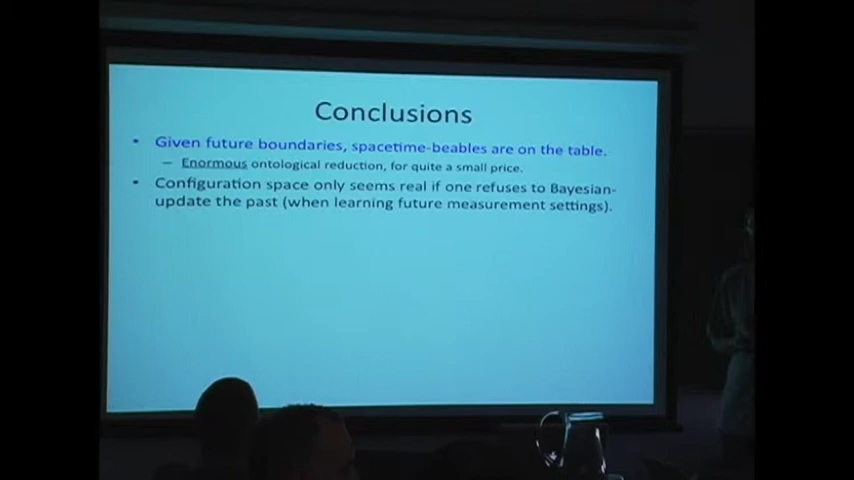 Conclusions
• Given future boundaries, spacetime-beables are on the table.
– Enormous ontological reduction, for quite a small price.
• Configuration space only seems real if one refuses to Bayesian-
update the past (when learning future measurement settings).